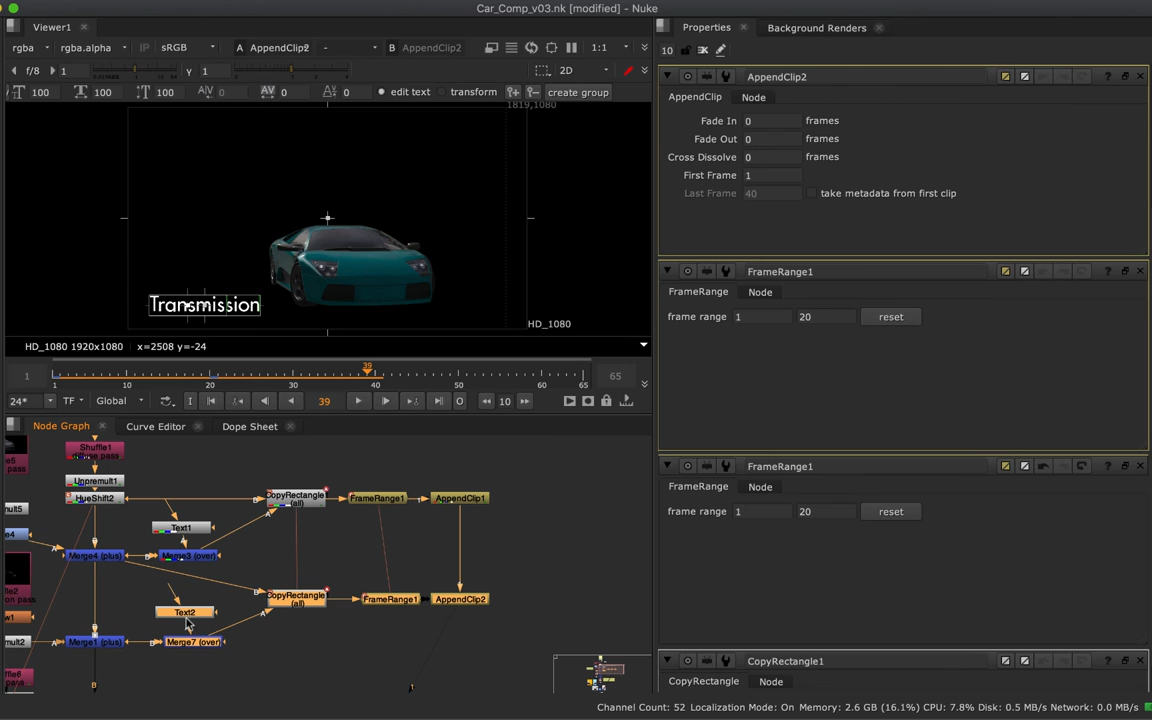 Car_Comp_v03.nk [modified] - Nuke
Viewer1
rgba rgba.alpha IP sRGB A AppendClip2 - B AppendClip2 1:1
f/8 1 y 1 2D
100 100 100 0 0 0 edit text transform create group
1819,1080
Transmission
HD_1080
HD_1080 1920x1080 x=2508 y=-24
1 39 65
1 10 20 30 40 50 60 65
24* TF Global I 39 O 10
Node Graph Curve Editor Dope Sheet
Shuffle1
Unpremult1
HueShift2
Text1
Merge4 (plus)
Merge3 (over)
CopyRectangle
(all)
FrameRange1
AppendClip1
Text2
Merge1 (plus)
Merge7 (over)
CopyRectangle
(all)
FrameRange1
AppendClip2
Properties Background Renders
10
AppendClip2
AppendClip Node
Fade In 0 frames
Fade Out 0 frames
Cross Dissolve 0 frames
First Frame 1
Last Frame 40 take metadata from first clip
FrameRange1
FrameRange Node
frame range 1 20 reset
FrameRange1
FrameRange Node
frame range 1 20 reset
CopyRectangle1
CopyRectangle Node
Channel Count: 52 Localization Mode: On Memory: 2.6 GB (16.1%) CPU: 7.8% Disk: 0.5 MB/s Network: 0.0 MB/s